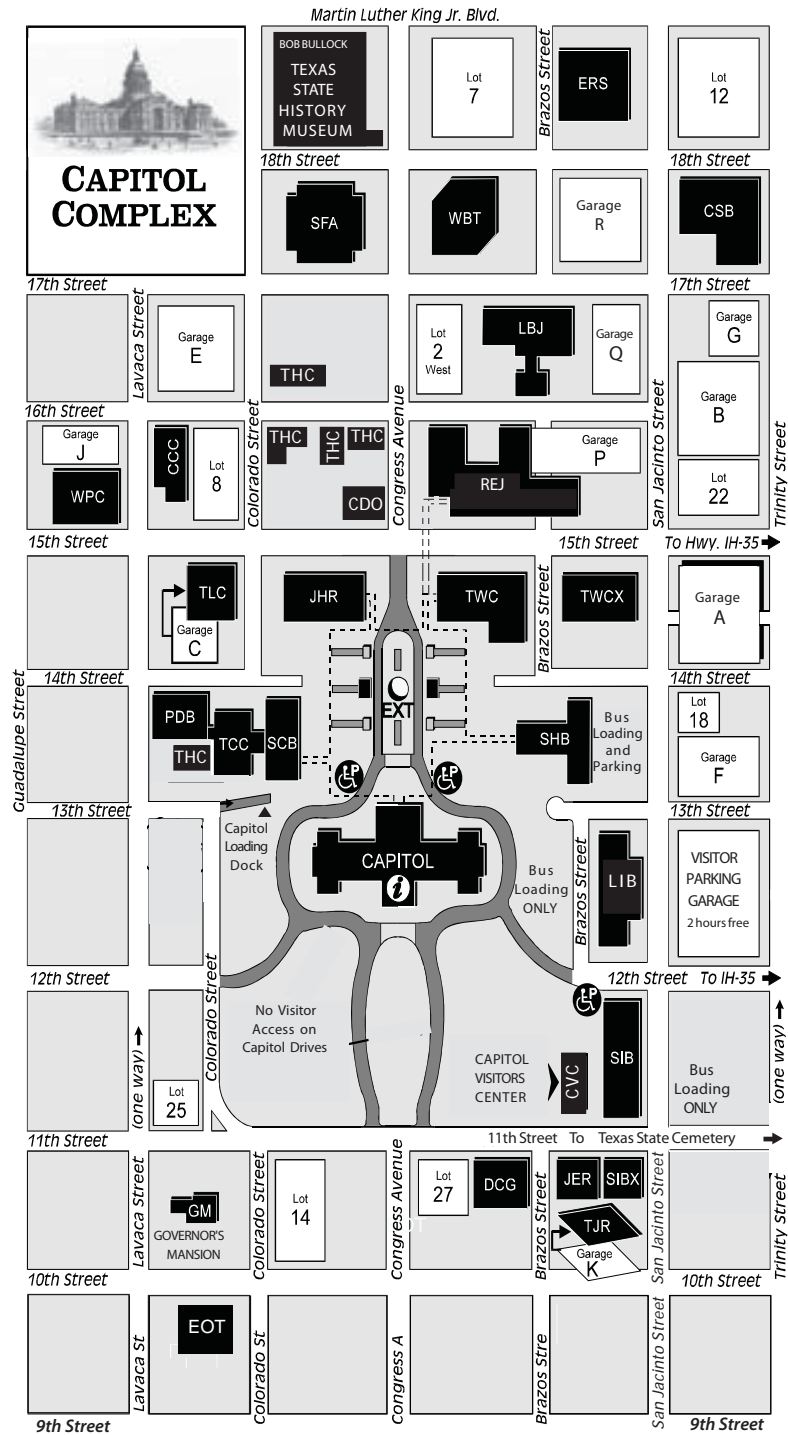 Martin Luther King Jr. Blvd.
CAPITOL
COMPLEX
BOB BULLOCK
TEXAS
STATE
HISTORY
MUSEUM
Lot
7
Brazos Street
ERS
Lot
12
18th Street
18th Street
SFA
WBT
Garage
R
CSB
17th Street
17th Street
Lavaca Street
Garage
E
THC
Lot
2
West
LBJ
Garage
Q
Garage
G
Garage
B
16th Street
Colorado Street
Congress Avenue
San Jacinto Street
Trinity Street
Garage
J
WPC
CCC
Lot
8
THC
THC
THC
CDO
REJ
Garage
P
Lot
22
15th Street
15th Street
To Hwy. IH-35
TLC
Garage
C
JHR
TWC
Brazos Street
TWCX
Garage
A
14th Street
14th Street
Guadalupe Street
PDB
THC
TCC
SCB
EXT
SHB
Bus
Loading
and
Parking
Lot
18
Garage
F
P
P
13th Street
13th Street
Capitol
Loading
Dock
CAPITOL
i
Bus
Loading
ONLY
Brazos Street
LIB
VISITOR
PARKING
GARAGE
2 hours free
12th Street
12th Street
To IH-35
P
Colorado Street
(one way)
No Visitor
Access on
Capitol Drives
CAPITOL
VISITORS
CENTER
CVC
SIB
Bus
Loading
ONLY
(one way)
Lot
25
11th Street
11th Street To Texas State Cemetery
Lavaca Street
GM
GOVERNOR'S
MANSION
Colorado Street
Lot
14
Congress Avenue
Lot
27
DCG
OT
Brazos Street
JER
SIBX
TJR
Garage
K
San Jacinto Street
Trinity Street
10th Street
10th Street
Lavaca St
EOT
Colorado St
Congress A
Brazos Stre
San Jacinto Street
9th Street
9th Street